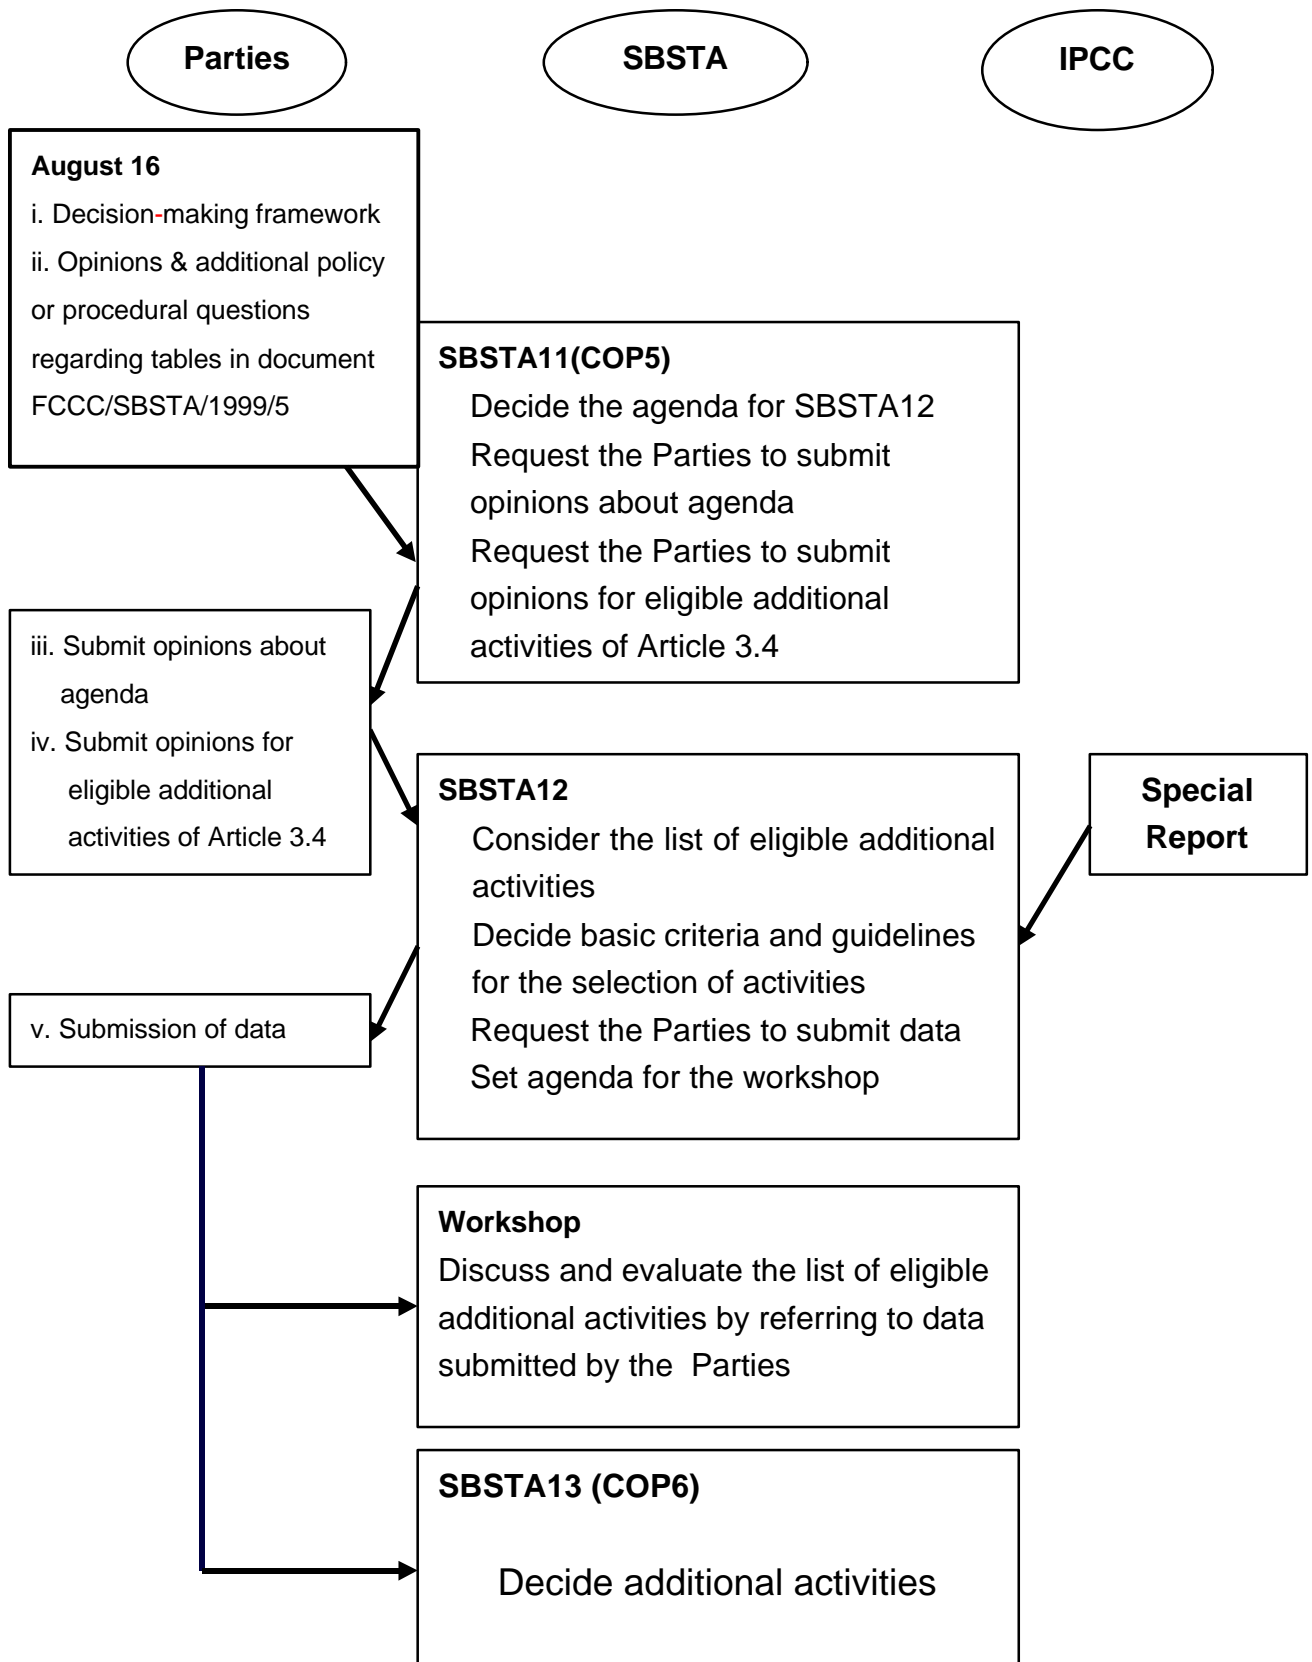 Parties
SBSTA
IPCC
August 16
i. Decision-making framework
ii. Opinions & additional policy
or procedural questions
regarding tables in document
FCCC/SBSTA/1999/5
SBSTA11(COP5)
Decide the agenda for SBSTA12
Request the Parties to submit
opinions about agenda
Request the Parties to submit
opinions for eligible additional
activities of Article 3.4
iii. Submit opinions about
agenda
iv. Submit opinions for
eligible additional
activities of Article 3.4
SBSTA12
Consider the list of eligible additional
activities
Decide basic criteria and guidelines
for the selection of activities
Request the Parties to submit data
Set agenda for the workshop
Special
Report
v. Submission of data
Workshop
Discuss and evaluate the list of eligible
additional activities by referring to data
submitted by the  Parties
SBSTA13 (COP6)
Decide additional activities